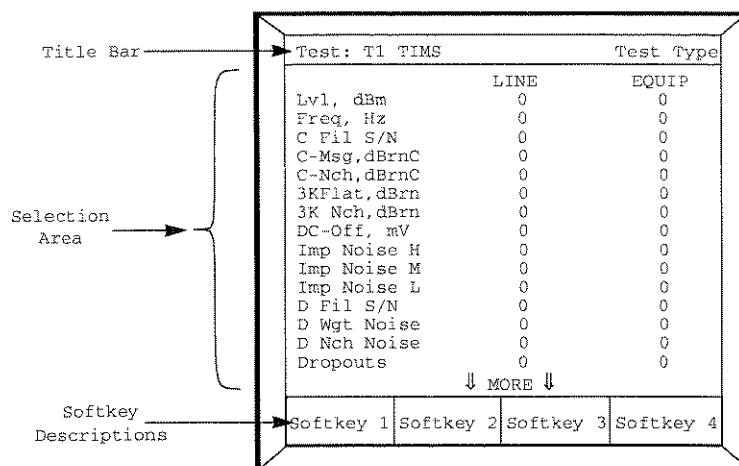 Title Bar
Test: T1 TIMS Test Type
LINE EQUIP
Lvl, dBm 0 0
Freq, Hz 0 0
C Fil S/N 0 0
C-Msg,dBrnC 0 0
C-Nch,dBrnC 0 0
3KFlat,dBrn 0 0
3K Nch,dBrn 0 0
Selection
Area
DC-Off, mV 0 0
Imp Noise H 0 0
Imp Noise M 0 0
Imp Noise L 0 0
D Fil S/N 0 0
D Wgt Noise 0 0
D Nch Noise 0 0
Dropouts 0 0
⇓ MORE ⇓
Softkey
Descriptions
Softkey 1 Softkey 2 Softkey 3 Softkey 4